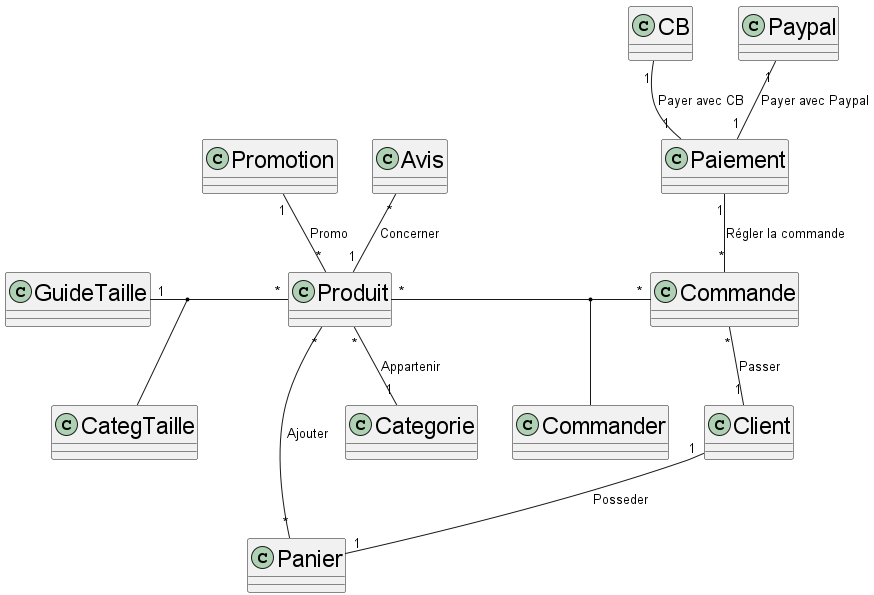 C CB
C Paypal
1
1
Payer avec CB
Payer avec Paypal
1
1
C Promotion
C Avis
C Paiement
1
*
1
Promo
Concerner
Régler la commande
*
1
*
C GuideTaille
1
*
C Produit
*
*
C Commande
*
*
*
Appartenir
Passer
1
1
C CategTaille
Ajouter
C Categorie
C Commander
C Client
1
Posseder
*
1
C Panier